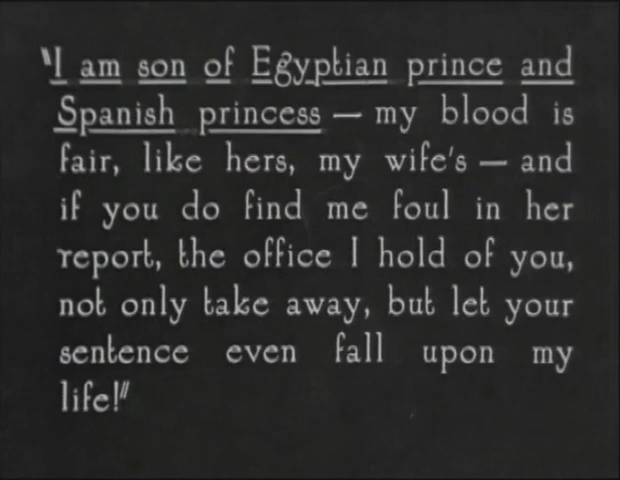 "I am son of Egyptian prince and
Spanish princess — my blood is
fair, like hers, my wife's — and
if you do find me foul in her
report, the office I hold of you,
not only take away, but let your
sentence even fall upon my
life!"